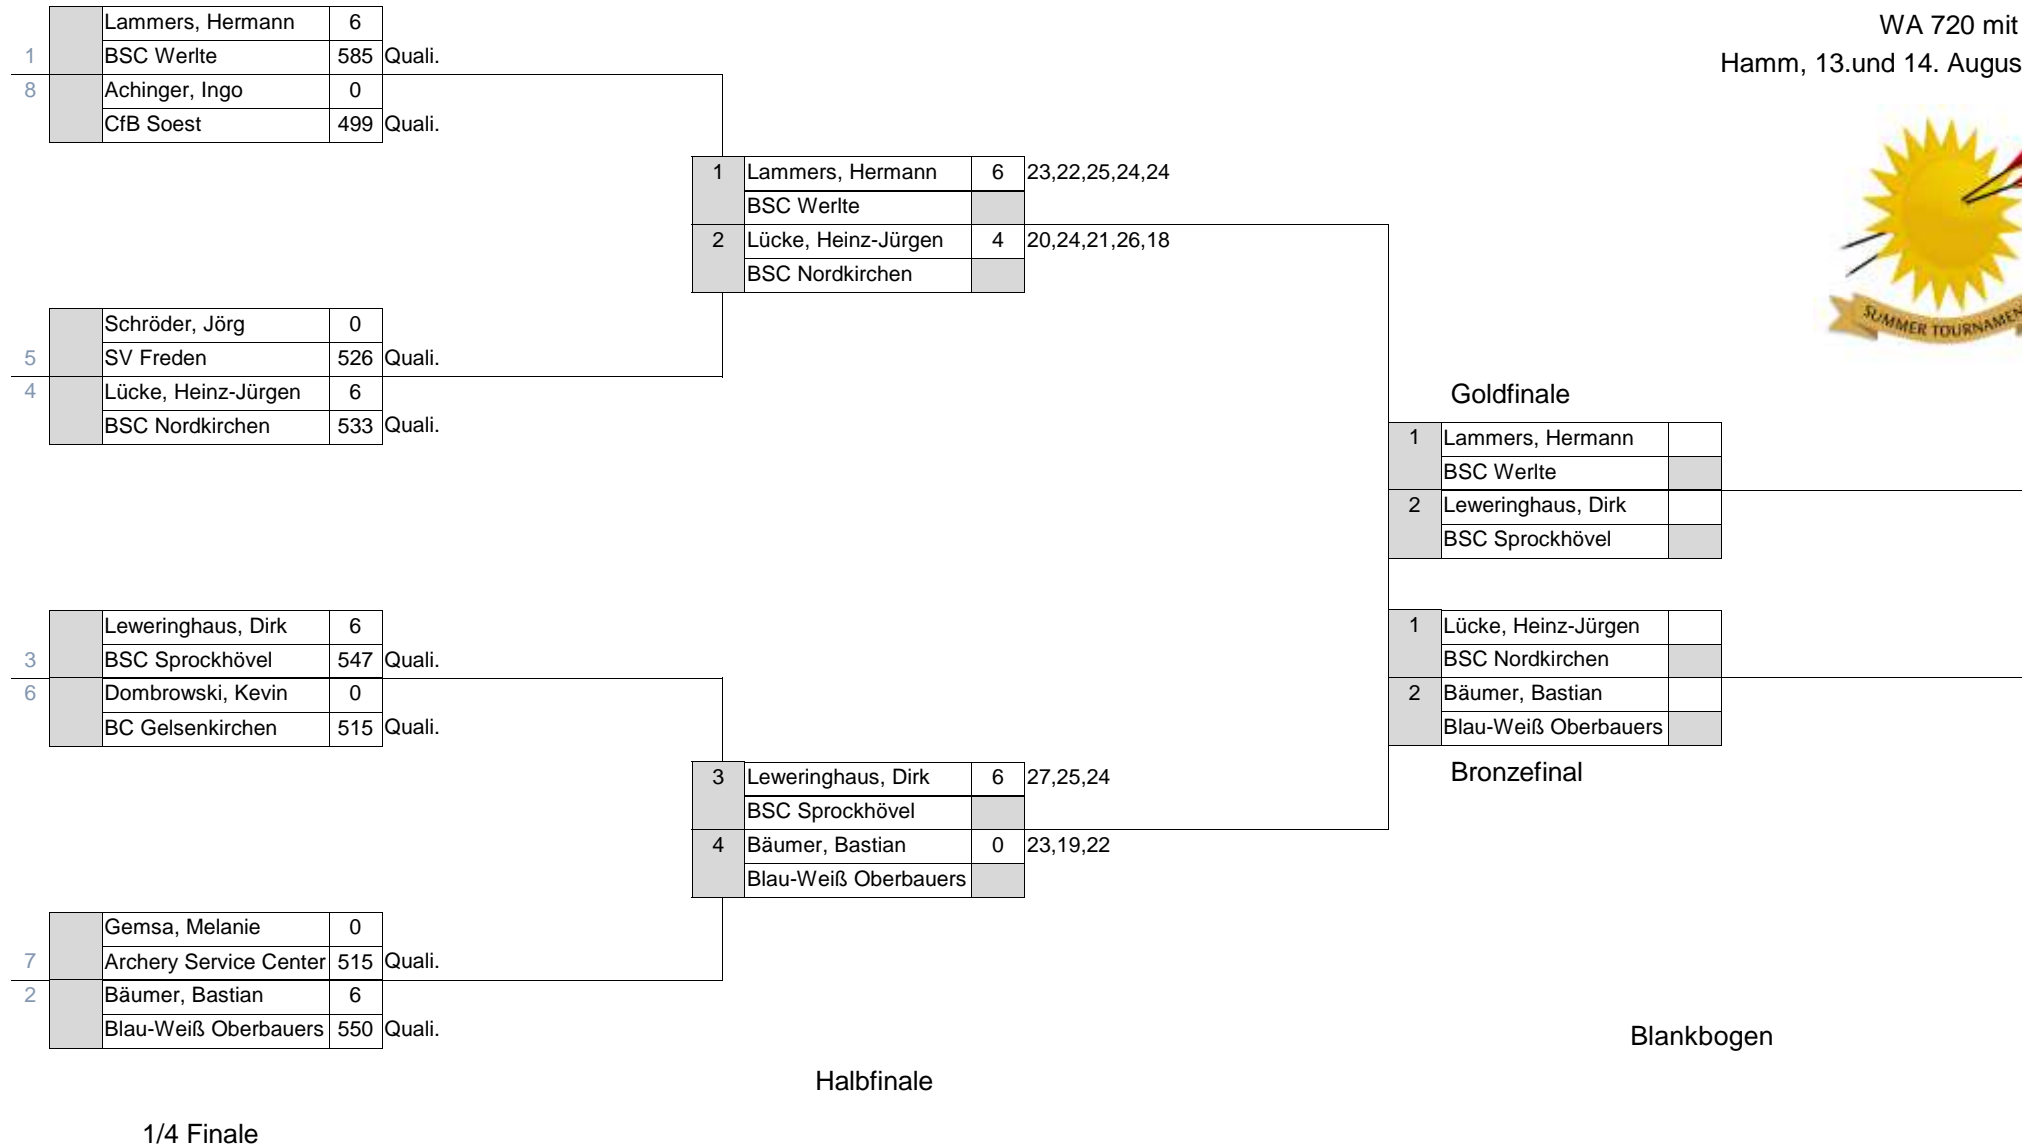 WA 720 mit
Hamm, 13.und 14. Augus
Lammers, Hermann 6
1 BSC Werlte 585 Quali.
8 Achinger, Ingo 0
CfB Soest 499 Quali.
1 Lammers, Hermann 6 23,22,25,24,24
BSC Werlte
2 Lücke, Heinz-Jürgen 4 20,24,21,26,18
BSC Nordkirchen
SUMMER TOURNAMEN
Schröder, Jörg 0
5 SV Freden 526 Quali.
4 Lücke, Heinz-Jürgen 6
BSC Nordkirchen 533 Quali.
Goldfinale
1 Lammers, Hermann
BSC Werlte
2 Leweringhaus, Dirk
BSC Sprockhövel
Leweringhaus, Dirk 6
3 BSC Sprockhövel 547 Quali.
6 Dombrowski, Kevin 0
BC Gelsenkirchen 515 Quali.
1 Lücke, Heinz-Jürgen
BSC Nordkirchen
2 Bäumer, Bastian
Blau-Weiß Oberbauers
Bronzefinal
3 Leweringhaus, Dirk 6 27,25,24
BSC Sprockhövel
4 Bäumer, Bastian 0 23,19,22
Blau-Weiß Oberbauers
Gemsa, Melanie 0
7 Archery Service Center 515 Quali.
2 Bäumer, Bastian 6
Blau-Weiß Oberbauers 550 Quali.
Blankbogen
Halbfinale
1/4 Finale